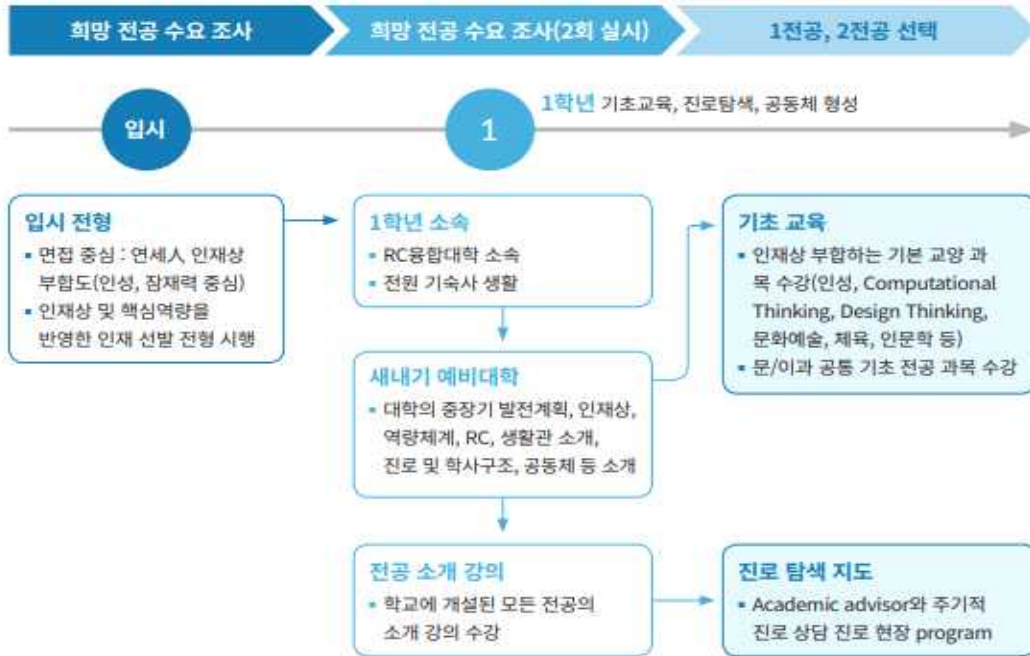 희망 전공 수요 조사
희망 전공 수요 조사(2회 실시)
1전공, 2전공 선택
입시
1
1학년 기초교육, 진로탐색, 공동체 형성
입시 전형
▪ 면접 중심 : 연세人 인재상
부합도(인성, 잠재력 중심)
▪ 인재상 및 핵심역량을
반영한 인재 선발 전형 시행
1학년 소속
▪ RC융합대학 소속
▪ 전원 기숙사 생활
새내기 예비대학
▪ 대학의 중장기 발전계획, 인재상,
역량체계, RC, 생활관 소개,
진로 및 학사구조, 공동체 등 소개
전공 소개 강의
▪ 학교에 개설된 모든 전공의
소개 강의 수강
기초 교육
▪ 인재상 부합하는 기본 교양 과
목 수강(인성, Computational
Thinking, Design Thinking,
문화예술, 체육, 인문학 등)
▪ 문/이과 공통 기초 전공 과목 수강
진로 탐색 지도
▪ Academic advisor와 주기적
진로 상담 진로 현장 program